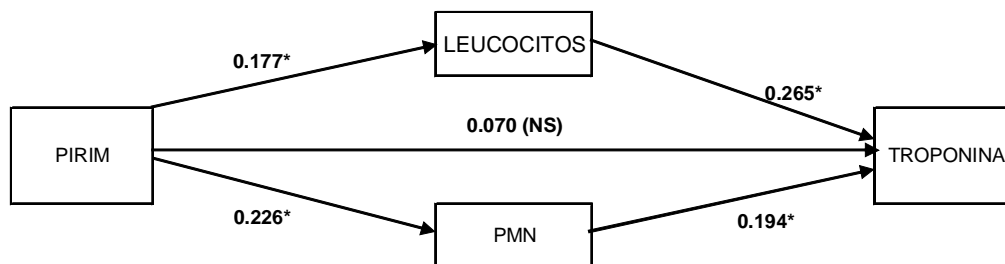 LEUCOCITOS
0.177*
0.265*
0.070 (NS)
PIRIM
TROPONINA
0.226*
PMN
0.194*